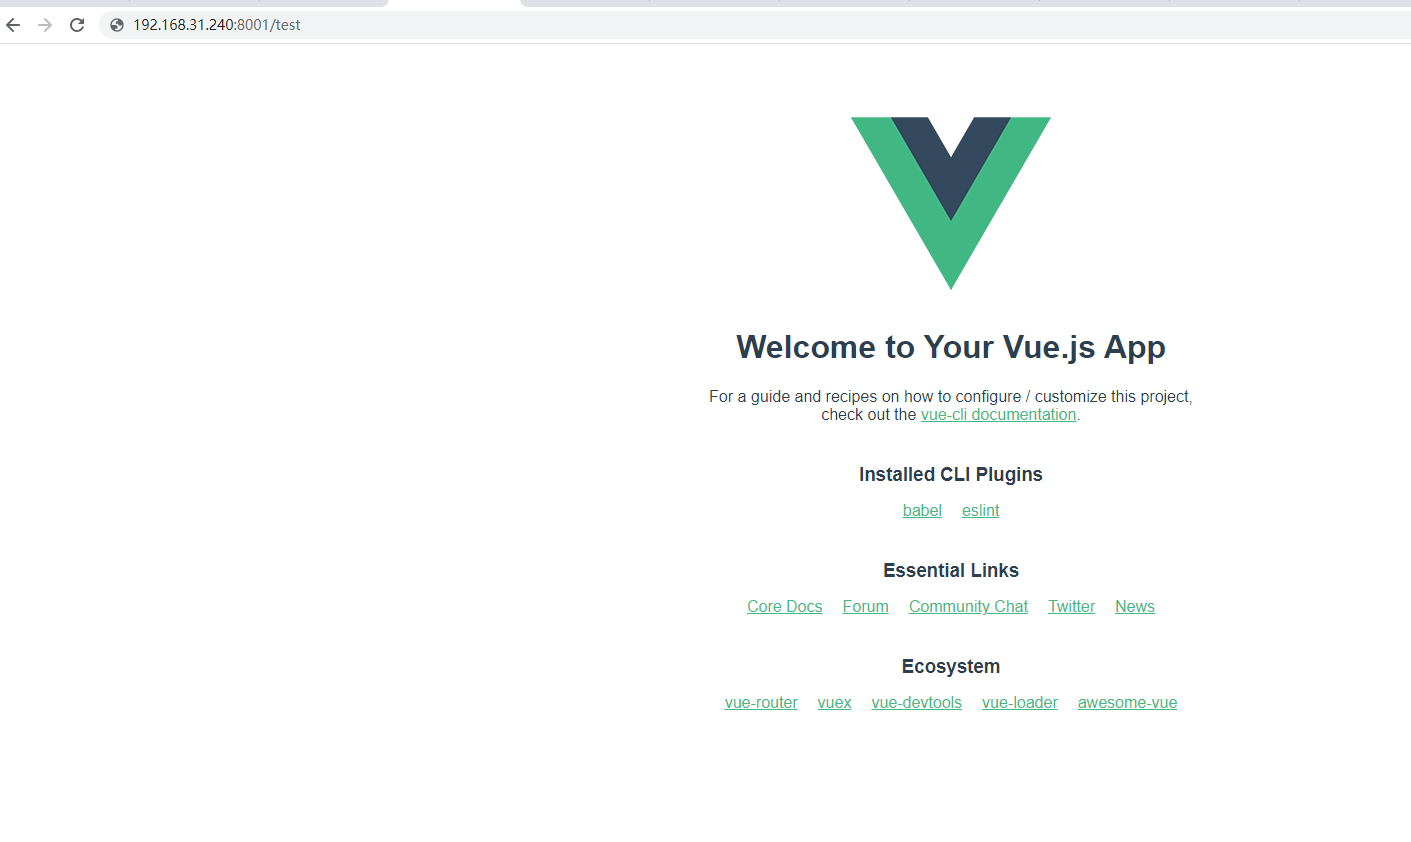 192.168.31.240:8001/test
Welcome to Your Vue.js App
For a guide and recipes on how to configure / customize this project,
check out the vue-cli documentation.
Installed CLI Plugins
babel eslint
Essential Links
Core Docs Forum Community Chat Twitter News
Ecosystem
vue-router vuex vue-devtools vue-loader awesome-vue